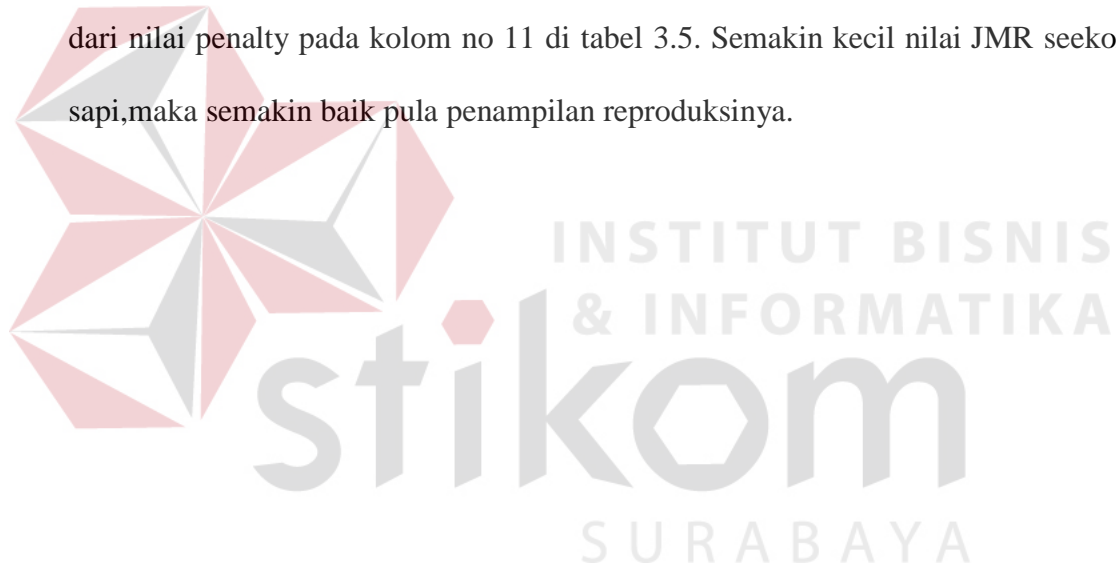 dari nilai penalty pada kolom no 11 di tabel 3.5. Semakin kecil nilai JMR seeko
sapi,maka semakin baik pula penampilan reproduksinya.
INSTITUT BISNIS
& INFORMATIKA
stikom
SURABAYA